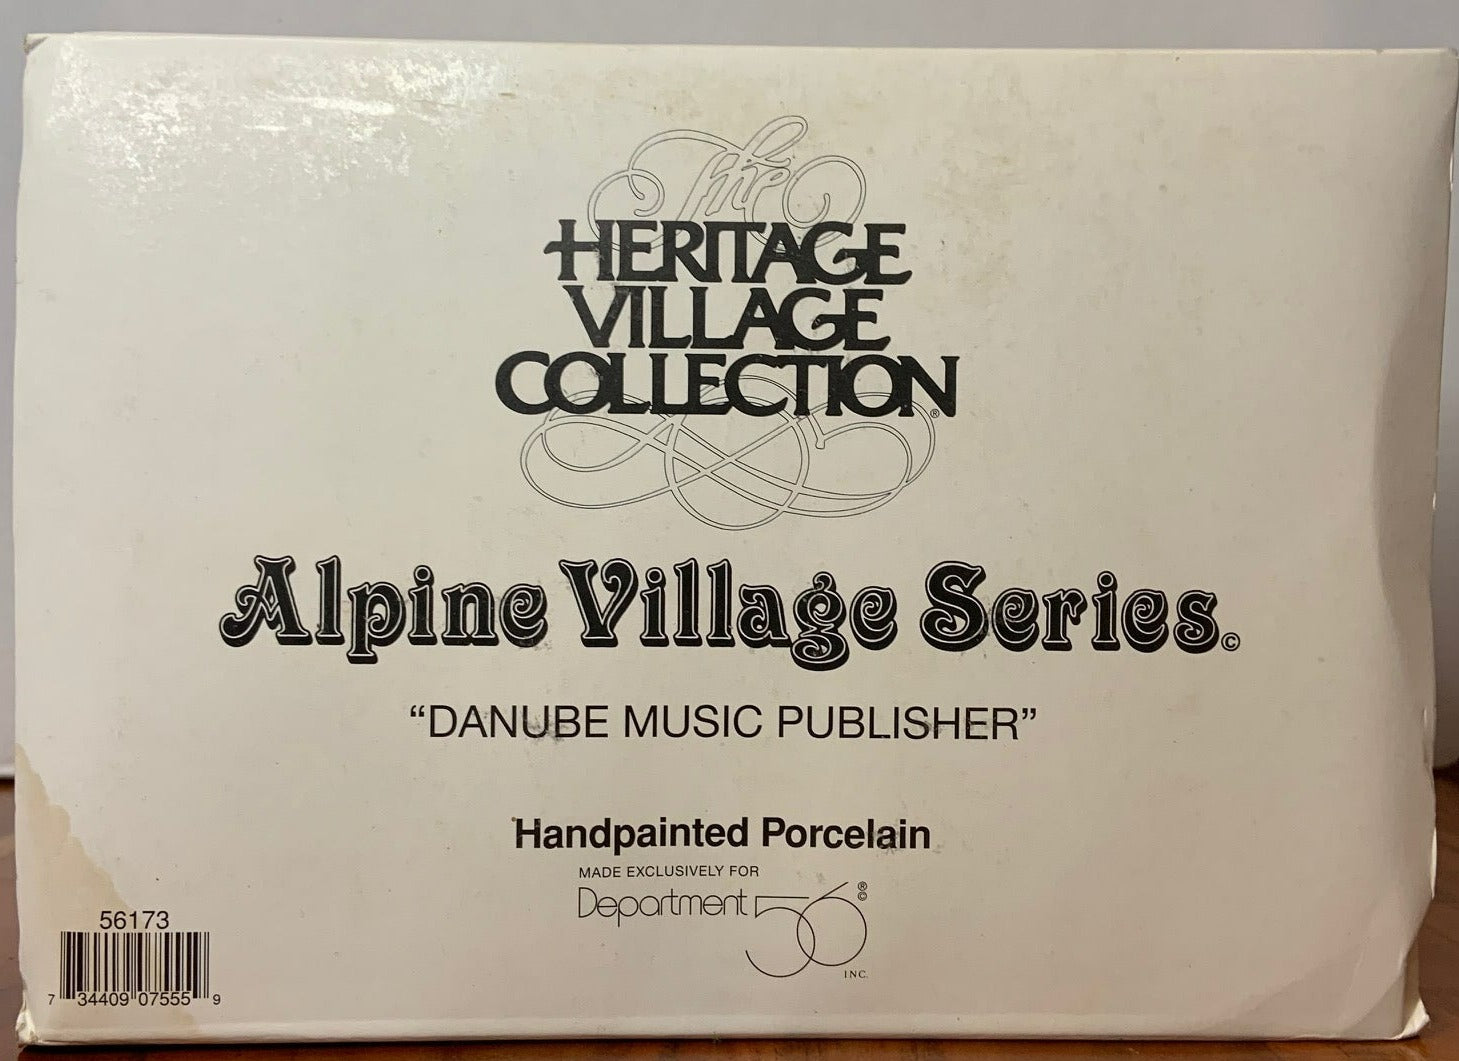 The
HERITAGE
VILLAGE
COLLECTION®
Alpine Village Series©
“DANUBE MUSIC PUBLISHER”
Handpainted Porcelain
MADE EXCLUSIVELY FOR
Department 56®©
INC.
56173
7 34409 07555 9